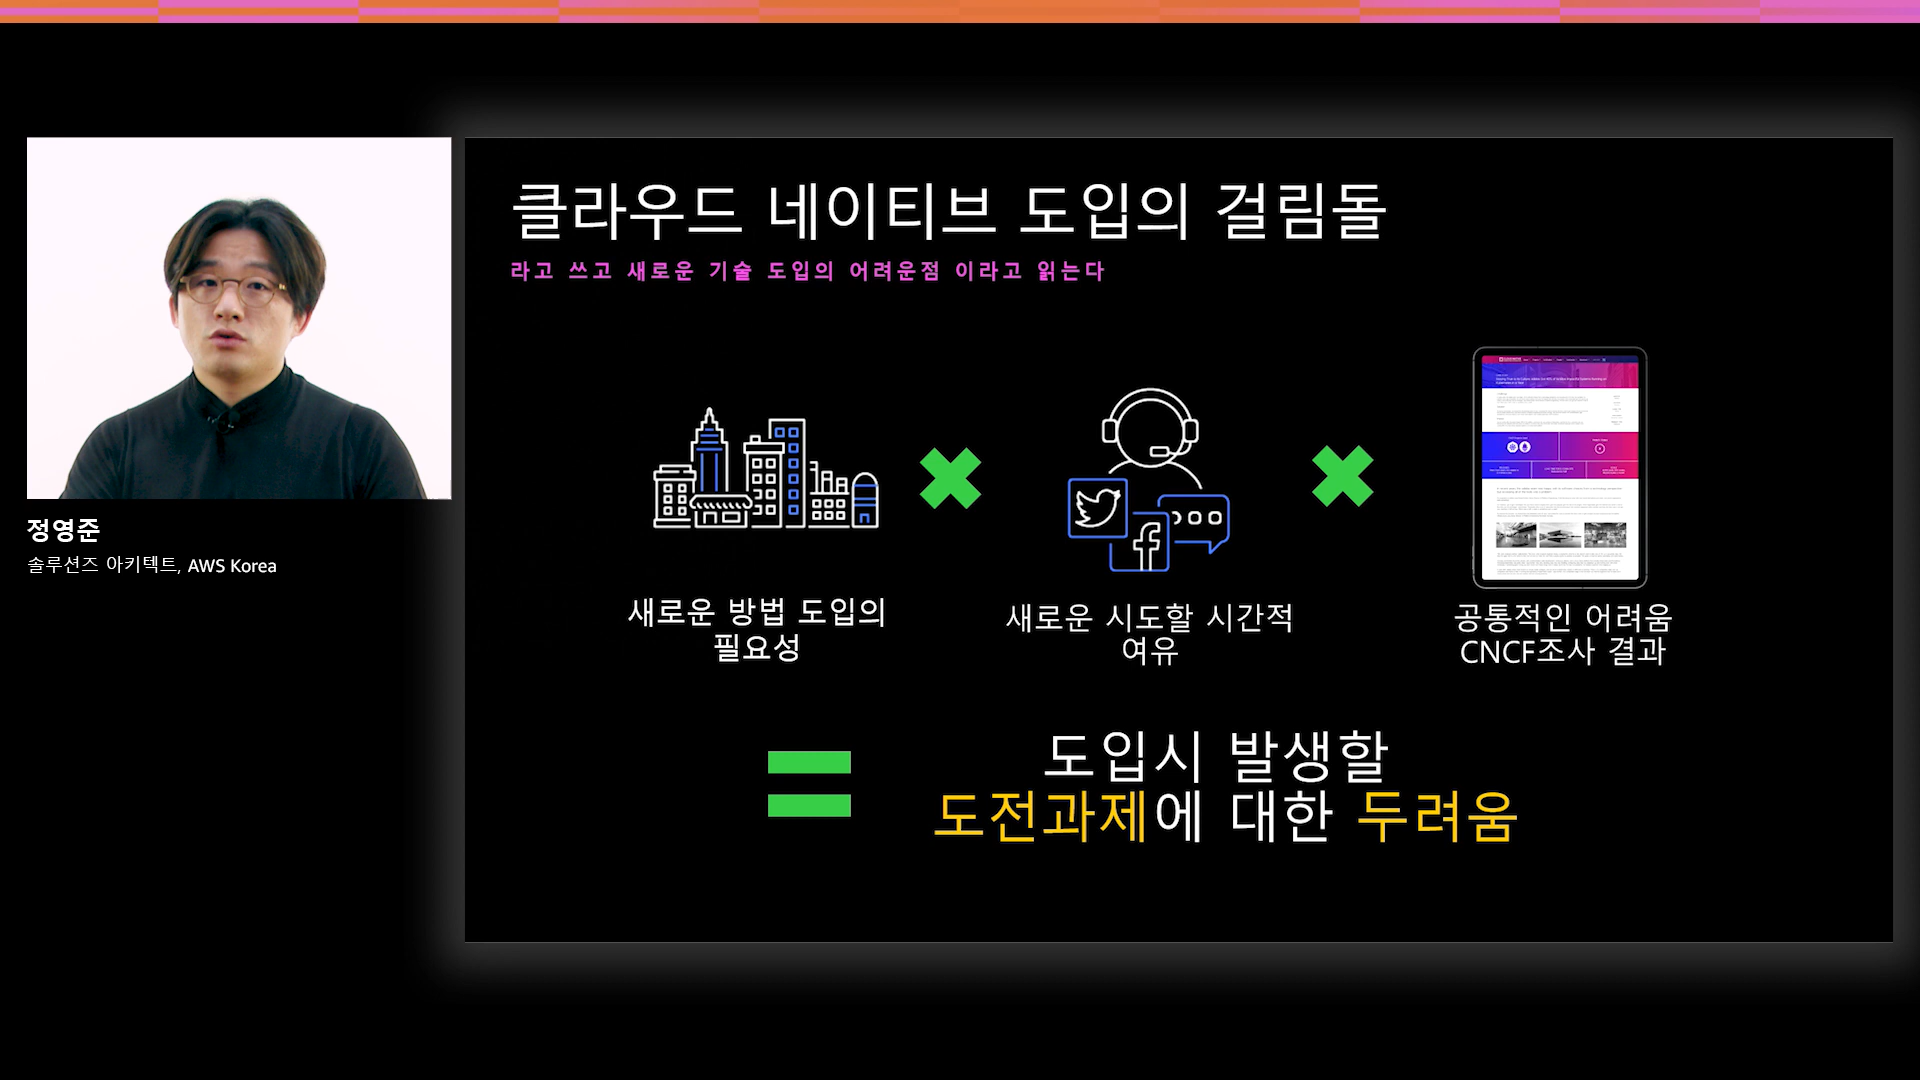 클라우드 네이티브 도입의 걸림돌
라고 쓰고 새로운 기술 도입의 어려운점 이라고 읽는다
정영준
솔루션즈 아키텍트, AWS Korea
새로운 방법 도입의
필요성
새로운 시도할 시간적
여유
공통적인 어려움
CNCF조사 결과
도입시 발생할
도전과제에 대한 두려움